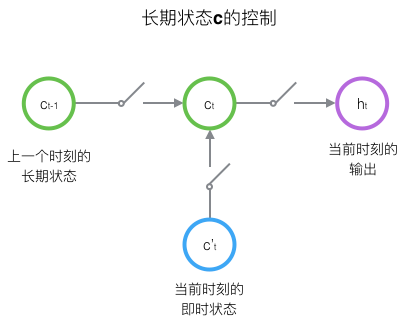 长期状态c的控制
ct-1
ct
ht
上一个时刻的
长期状态
当前时刻的
输出
c't
当前时刻的
即时状态